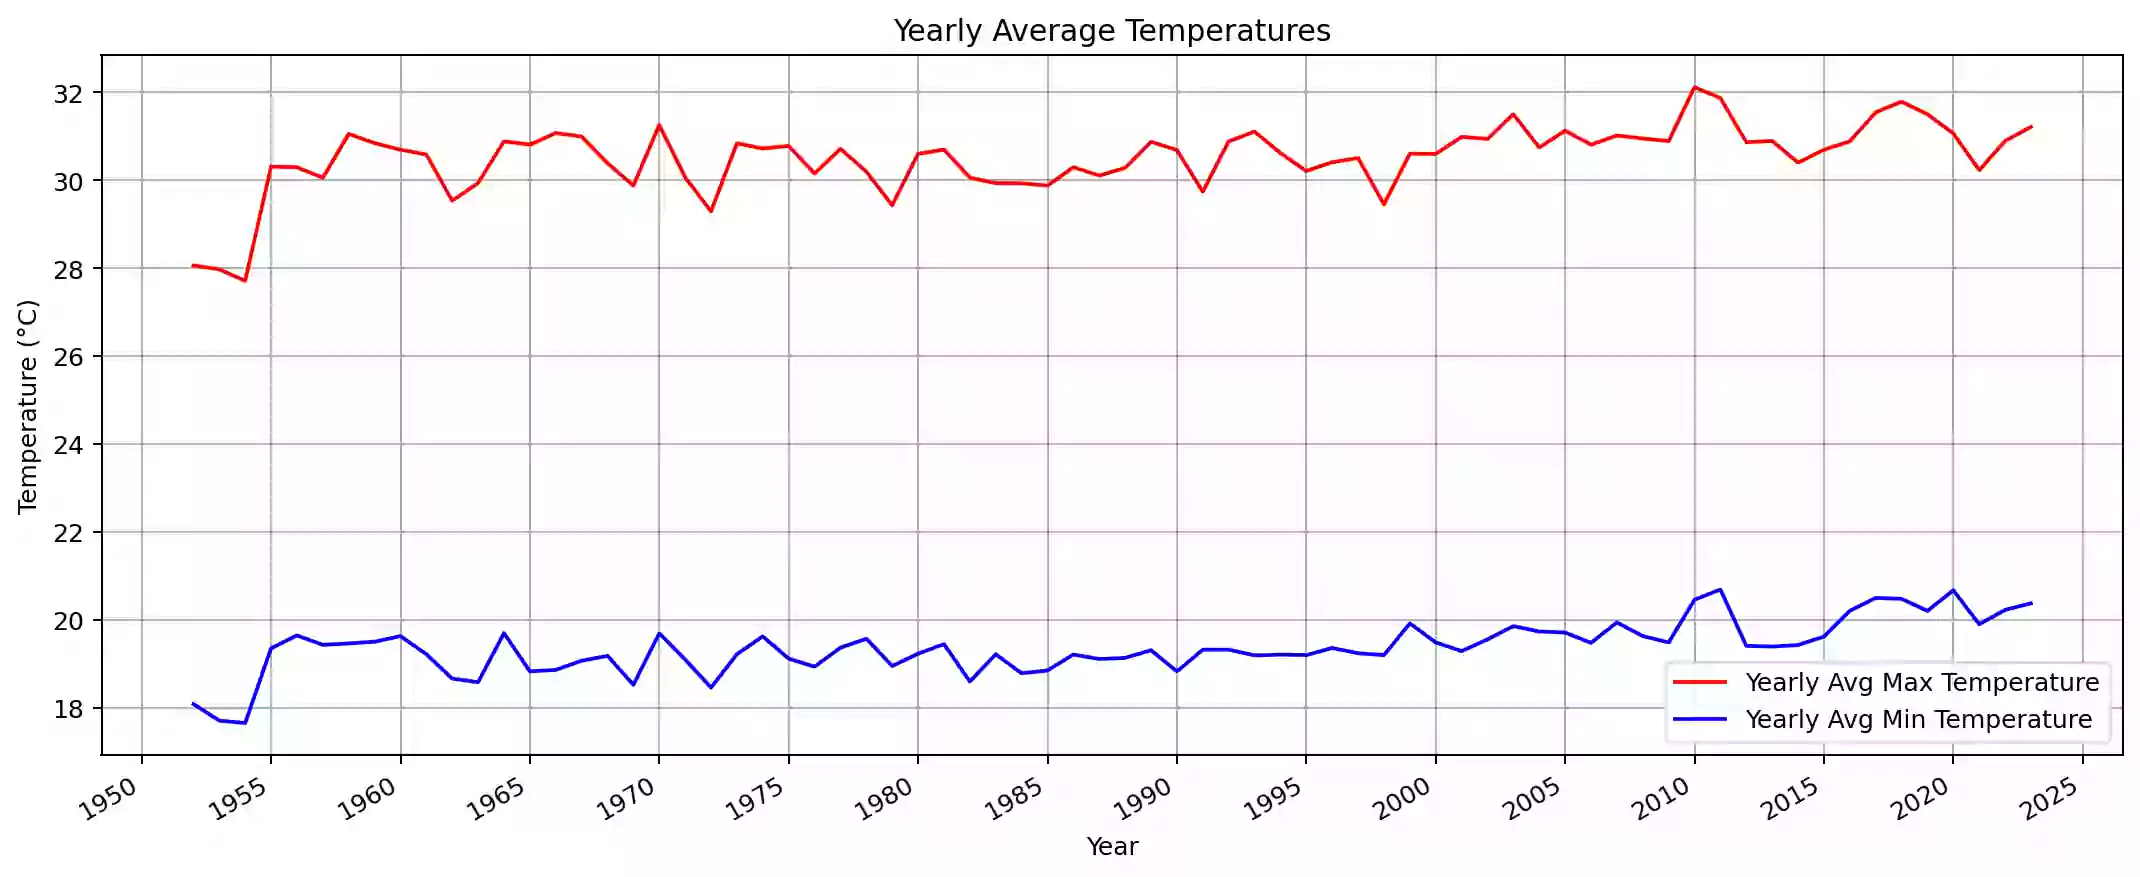 Yearly Average Temperatures
Temperature (°C)
32
30
28
26
24
22
20
18
Yearly Avg Max Temperature
Yearly Avg Min Temperature
1950 1955 1960 1965 1970 1975 1980 1985 1990 1995 2000 2005 2010 2015 2020 2025
Year